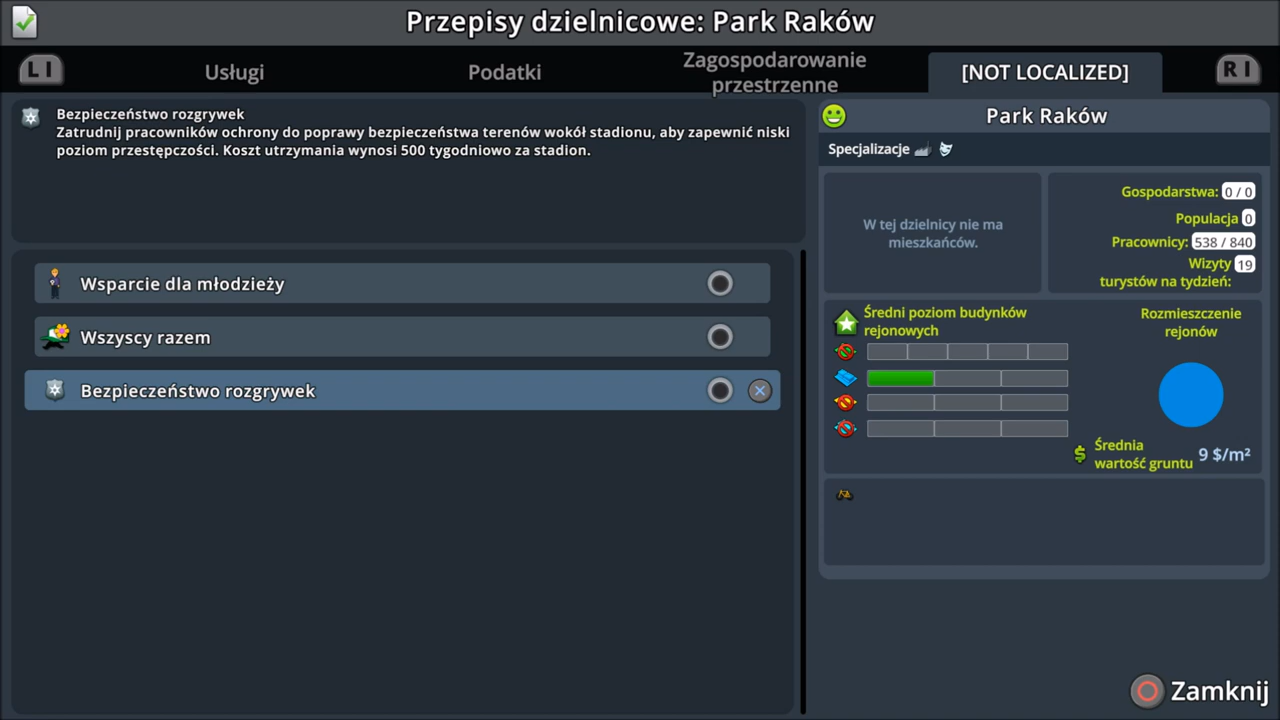 Przepisy dzielnicowe: Park Raków
L1
Usługi
Podatki
Zagospodarowanie
przestrzenne
[NOT LOCALIZED]
R1
Bezpieczeństwo rozgrywek
Zatrudnij pracowników ochrony do poprawy bezpieczeństwa terenów wokół stadionu, aby zapewnić niski
poziom przestępczości. Koszt utrzymania wynosi 500 tygodniowo za stadion.
Wsparcie dla młodzieży
Wszyscy razem
Bezpieczeństwo rozgrywek
Park Raków
Specjalizacje
W tej dzielnicy nie ma
mieszkańców.
Gospodarstwa: 0 / 0
Populacja 0
Pracownicy: 538 / 840
Wizyty 19
turystów na tydzień:
Średni poziom budynków
rejonowych
Rozmieszczenie
rejonów
Średnia
wartość gruntu 9 $/m²
Zamknij